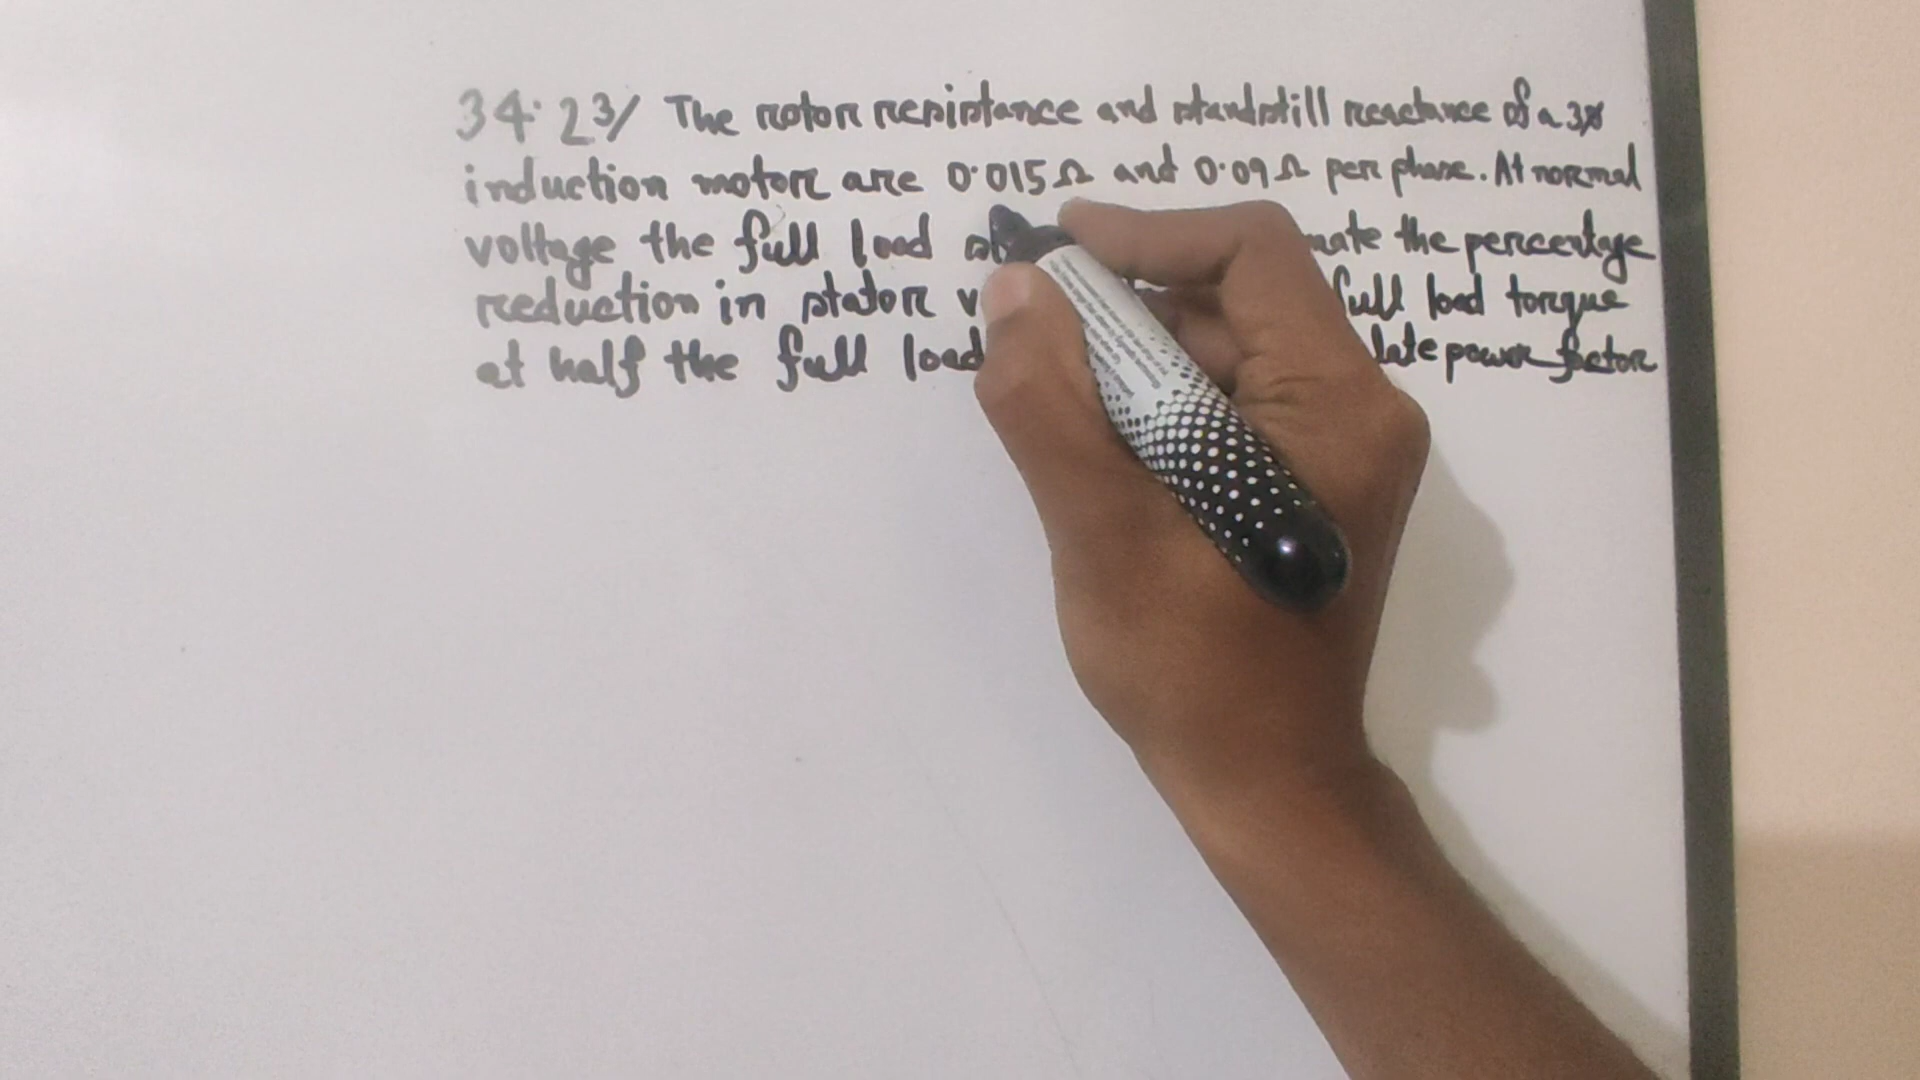 34.23/ The rotor resistance and standstill reactance of a 3φ
induction motor are 0.015Ω and 0.09Ω per phase. At normal
voltage the full load the percentage
reduction in stator full load torque
at half the full load power factor